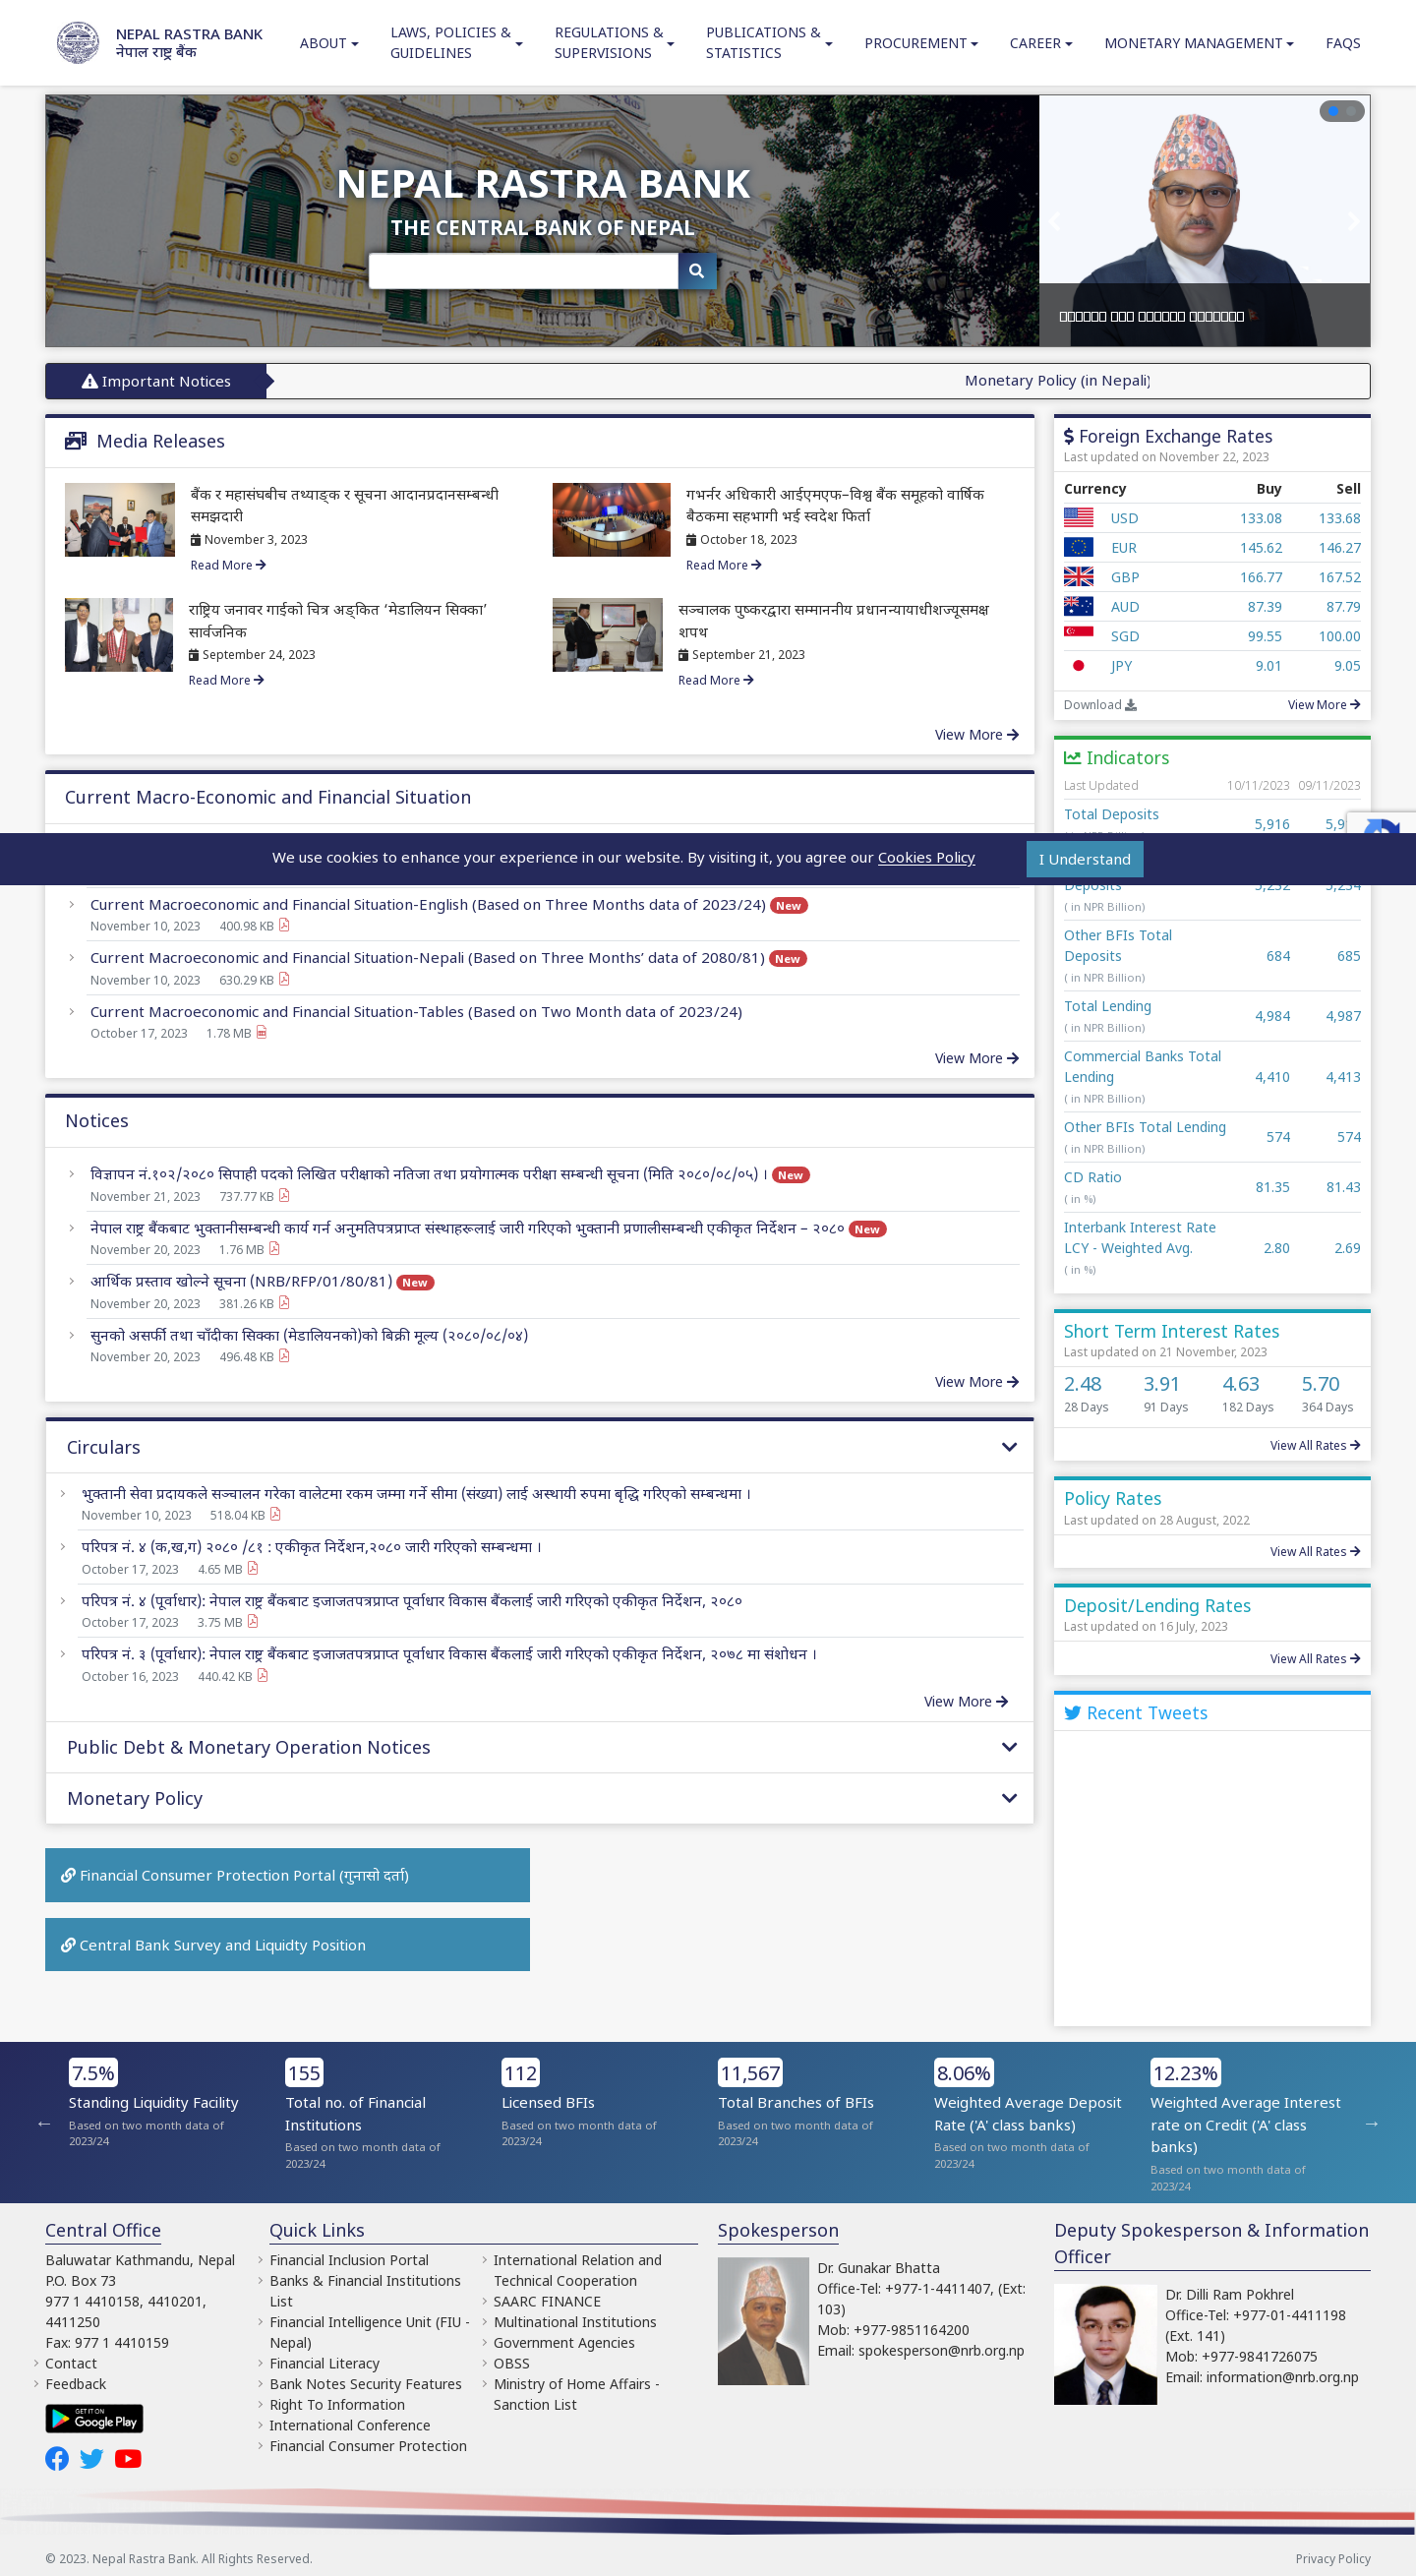 NEPAL RASTRA BANK
नेपाल राष्ट्र बैंक
ABOUT
LAWS, POLICIES &
GUIDELINES
REGULATIONS &
SUPERVISIONS
PUBLICATIONS &
STATISTICS
PROCUREMENT
CAREER
MONETARY MANAGEMENT
FAQS
NEPAL RASTRA BANK
THE CENTRAL BANK OF NEPAL
Important Notices
Monetary Policy (in Nepali)
Media Releases
बैंक र महासंघबीच तथ्याङ्क र सूचना आदानप्रदानसम्बन्धी
समझदारी
November 3, 2023
Read More
गभर्नर अधिकारी आईएमएफ–विश्व बैंक समूहको वार्षिक
बैठकमा सहभागी भई स्वदेश फिर्ता
October 18, 2023
Read More
राष्ट्रिय जनावर गाईको चित्र अङ्कित ‘मेडालियन सिक्का’
सार्वजनिक
September 24, 2023
Read More
सञ्चालक पुष्करद्वारा सम्माननीय प्रधानन्यायाधीशज्यूसमक्ष
शपथ
September 21, 2023
Read More
View More
Current Macro-Economic and Financial Situation
We use cookies to enhance your experience in our website. By visiting it, you agree our Cookies Policy
I Understand
Current Macroeconomic and Financial Situation-English (Based on Three Months data of 2023/24) New
November 10, 2023 400.98 KB
Current Macroeconomic and Financial Situation-Nepali (Based on Three Months’ data of 2080/81) New
November 10, 2023 630.29 KB
Current Macroeconomic and Financial Situation-Tables (Based on Two Month data of 2023/24)
October 17, 2023 1.78 MB
View More
Notices
विज्ञापन नं.१०२/२०८० सिपाही पदको लिखित परीक्षाको नतिजा तथा प्रयोगात्मक परीक्षा सम्बन्धी सूचना (मिति २०८०/०८/०५) । New
November 21, 2023 737.77 KB
नेपाल राष्ट्र बैंकबाट भुक्तानीसम्बन्धी कार्य गर्न अनुमतिपत्रप्राप्त संस्थाहरूलाई जारी गरिएको भुक्तानी प्रणालीसम्बन्धी एकीकृत निर्देशन – २०८० New
November 20, 2023 1.76 MB
आर्थिक प्रस्ताव खोल्ने सूचना (NRB/RFP/01/80/81) New
November 20, 2023 381.26 KB
सुनको असर्फी तथा चाँदीका सिक्का (मेडालियनको)को बिक्री मूल्य (२०८०/०८/०४)
November 20, 2023 496.48 KB
View More
Circulars
भुक्तानी सेवा प्रदायकले सञ्चालन गरेका वालेटमा रकम जम्मा गर्ने सीमा (संख्या) लाई अस्थायी रुपमा बृद्धि गरिएको सम्बन्धमा ।
November 10, 2023 518.04 KB
परिपत्र नं. ४ (क,ख,ग) २०८० /८१ : एकीकृत निर्देशन,२०८० जारी गरिएको सम्बन्धमा ।
October 17, 2023 4.65 MB
परिपत्र नं. ४ (पूर्वाधार): नेपाल राष्ट्र बैंकबाट इजाजतपत्रप्राप्त पूर्वाधार विकास बैंकलाई जारी गरिएको एकीकृत निर्देशन, २०८०
October 17, 2023 3.75 MB
परिपत्र नं. ३ (पूर्वाधार): नेपाल राष्ट्र बैंकबाट इजाजतपत्रप्राप्त पूर्वाधार विकास बैंकलाई जारी गरिएको एकीकृत निर्देशन, २०७८ मा संशोधन ।
October 16, 2023 440.42 KB
View More
Public Debt & Monetary Operation Notices
Monetary Policy
Financial Consumer Protection Portal (गुनासो दर्ता)
Central Bank Survey and Liquidty Position
Foreign Exchange Rates
Last updated on November 22, 2023
Currency Buy Sell
USD 133.08 133.68
EUR 145.62 146.27
GBP 166.77 167.52
AUD 87.39 87.79
SGD 99.55 100.00
JPY 9.01 9.05
Download View More
Indicators
Last Updated 10/11/2023 09/11/2023
Total Deposits 5,916
Deposits
( in NPR Billion)
Other BFIs Total
Deposits 684 685
( in NPR Billion)
Total Lending 4,984 4,987
( in NPR Billion)
Commercial Banks Total
Lending 4,410 4,413
( in NPR Billion)
Other BFIs Total Lending 574 574
( in NPR Billion)
CD Ratio 81.35 81.43
( in %)
Interbank Interest Rate
LCY - Weighted Avg. 2.80 2.69
( in %)
Short Term Interest Rates
Last updated on 21 November, 2023
2.48 3.91 4.63 5.70
28 Days 91 Days 182 Days 364 Days
View All Rates
Policy Rates
Last updated on 28 August, 2022
View All Rates
Deposit/Lending Rates
Last updated on 16 July, 2023
View All Rates
Recent Tweets
7.5%
Standing Liquidity Facility
Based on two month data of
2023/24
155
Total no. of Financial
Institutions
Based on two month data of
2023/24
112
Licensed BFIs
Based on two month data of
2023/24
11,567
Total Branches of BFIs
Based on two month data of
2023/24
8.06%
Weighted Average Deposit
Rate ('A' class banks)
Based on two month data of
2023/24
12.23%
Weighted Average Interest
rate on Credit ('A' class
banks)
Based on two month data of
2023/24
Central Office
Baluwatar Kathmandu, Nepal
P.O. Box 73
977 1 4410158, 4410201,
4411250
Fax: 977 1 4410159
Contact
Feedback
GET IT ON
Google Play
Quick Links
Financial Inclusion Portal
Banks & Financial Institutions
List
Financial Intelligence Unit (FIU -
Nepal)
Financial Literacy
Bank Notes Security Features
Right To Information
International Conference
Financial Consumer Protection
International Relation and
Technical Cooperation
SAARC FINANCE
Multinational Institutions
Government Agencies
OBSS
Ministry of Home Affairs -
Sanction List
Spokesperson
Dr. Gunakar Bhatta
Office-Tel: +977-1-4411407, (Ext:
103)
Mob: +977-9851164200
Email: spokesperson@nrb.org.np
Deputy Spokesperson & Information
Officer
Dr. Dilli Ram Pokhrel
Office-Tel: +977-01-4411198
(Ext. 141)
Mob: +977-9841726075
Email: information@nrb.org.np
© 2023. Nepal Rastra Bank. All Rights Reserved.
Privacy Policy